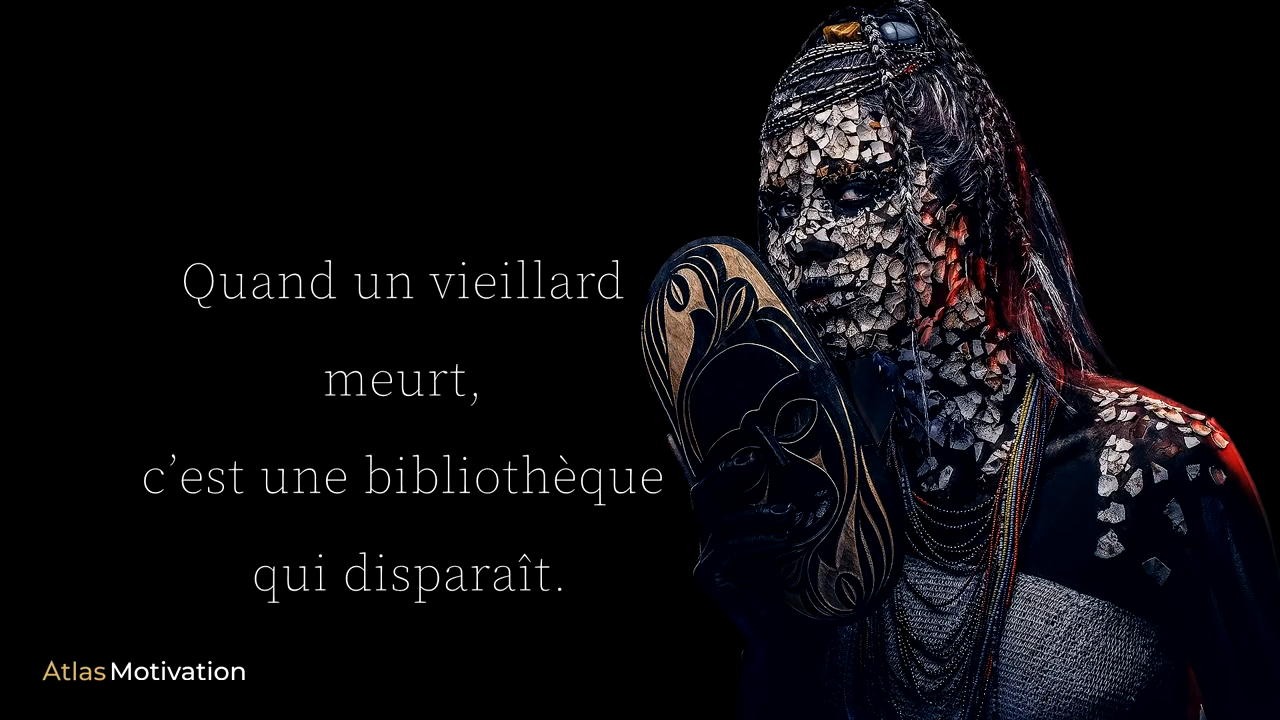 Quand un vieillard
meurt,
c’est une bibliothèque
qui disparaît.
Atlas Motivation